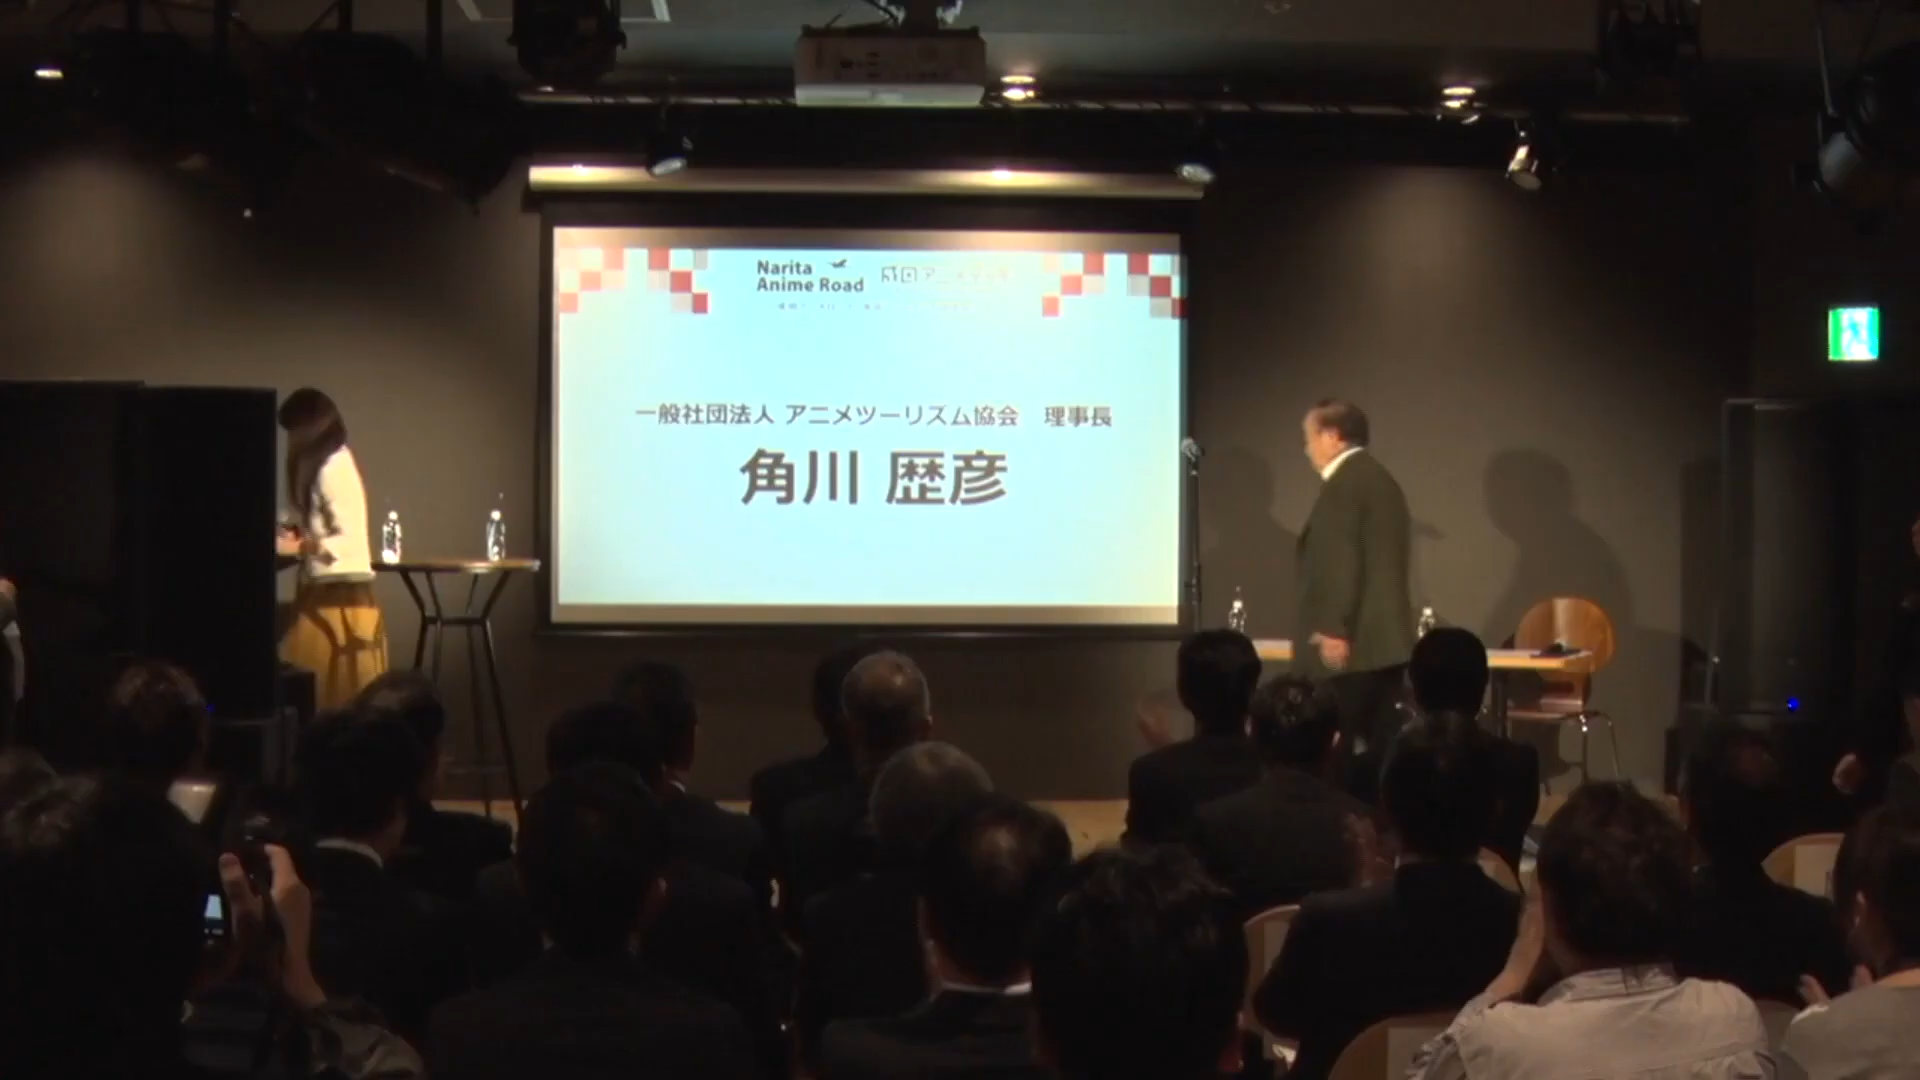 Narita
Anime Road
一般社団法人 アニメツーリズム協会　理事長
角川 歴彦